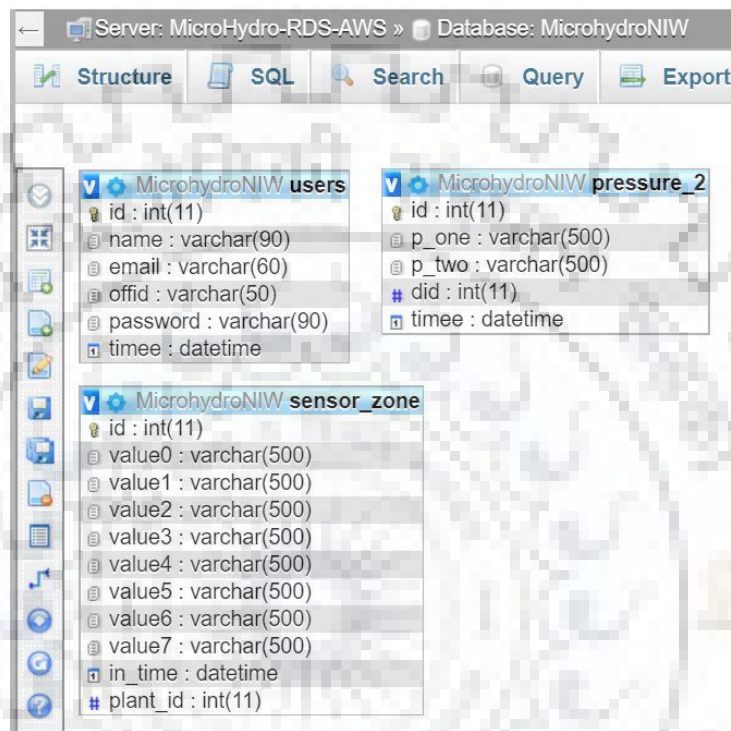 Server: MicroHydro-RDS-AWS » Database: MicrohydroNIW
Structure SQL Search Query Export
MicrohydroNIW users
id : int(11)
name : varchar(90)
email : varchar(60)
offid : varchar(50)
password : varchar(90)
timee : datetime
MicrohydroNIW pressure_2
id : int(11)
p_one : varchar(500)
p_two : varchar(500)
did : int(11)
timee : datetime
MicrohydroNIW sensor_zone
id : int(11)
value0 : varchar(500)
value1 : varchar(500)
value2 : varchar(500)
value3 : varchar(500)
value4 : varchar(500)
value5 : varchar(500)
value6 : varchar(500)
value7 : varchar(500)
in_time : datetime
plant_id : int(11)